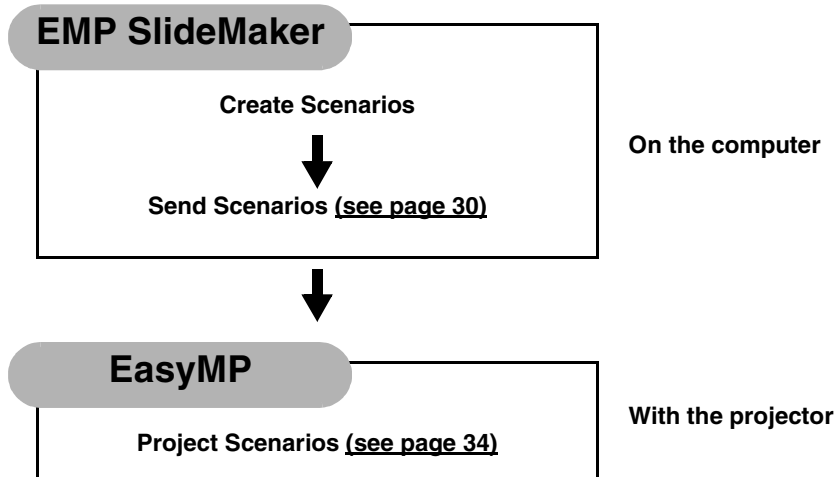 EMP SlideMaker
Create Scenarios
On the computer
Send Scenarios (see page 30)
EasyMP
With the projector
Project Scenarios (see page 34)